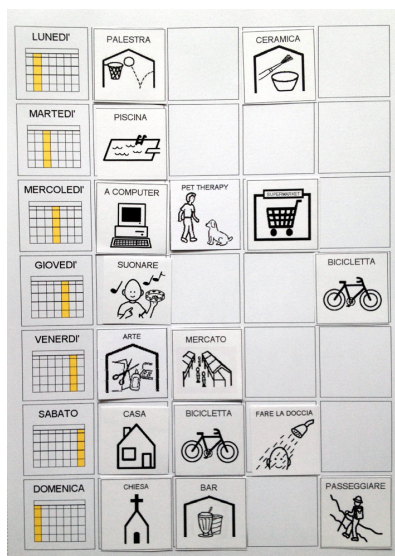 LUNEDI'
PALESTRA
CERAMICA
MARTEDI'
PISCINA
MERCOLEDI'
A COMPUTER
PET THERAPY
SUPERMARKET
GIOVEDI'
SUONARE
BICICLETTA
VENERDI'
ARTE
MERCATO
SABATO
CASA
BICICLETTA
FARE LA DOCCIA
DOMENICA
CHIESA
BAR
PASSEGGIARE